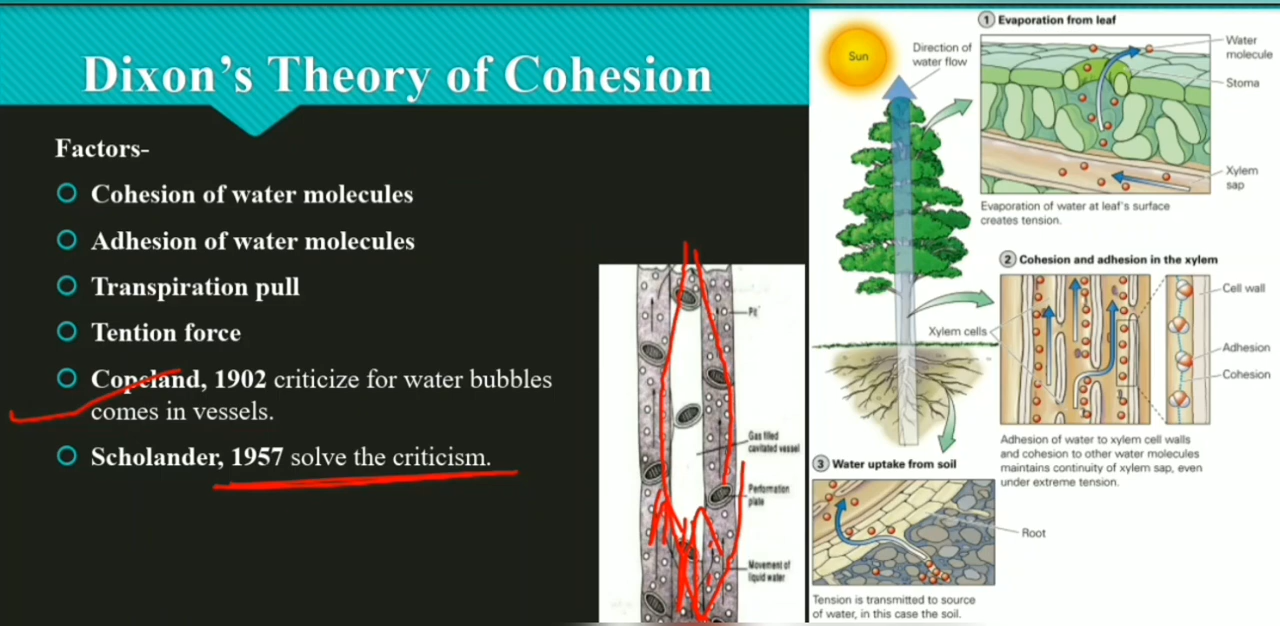 Dixon's Theory of Cohesion
Factors-
Cohesion of water molecules
Adhesion of water molecules
Transpiration pull
Tention force
Copeland, 1902 criticize for water bubbles
comes in vessels.
Scholander, 1957 solve the criticism.
Pit
Gas filled
cavitated vessel
Perforation
plate
Movement of
liquid water
Sun
Direction of
water flow
Xylem cells
1 Evaporation from leaf
Water
molecule
Stoma
Xylem
sap
Evaporation of water at leaf's surface
creates tension.
2 Cohesion and adhesion in the xylem
Cell wall
Adhesion
Cohesion
Adhesion of water to xylem cell walls
and cohesion to other water molecules
maintains continuity of xylem sap, even
under extreme tension.
3 Water uptake from soil
Root
Tension is transmitted to source
of water, in this case the soil.